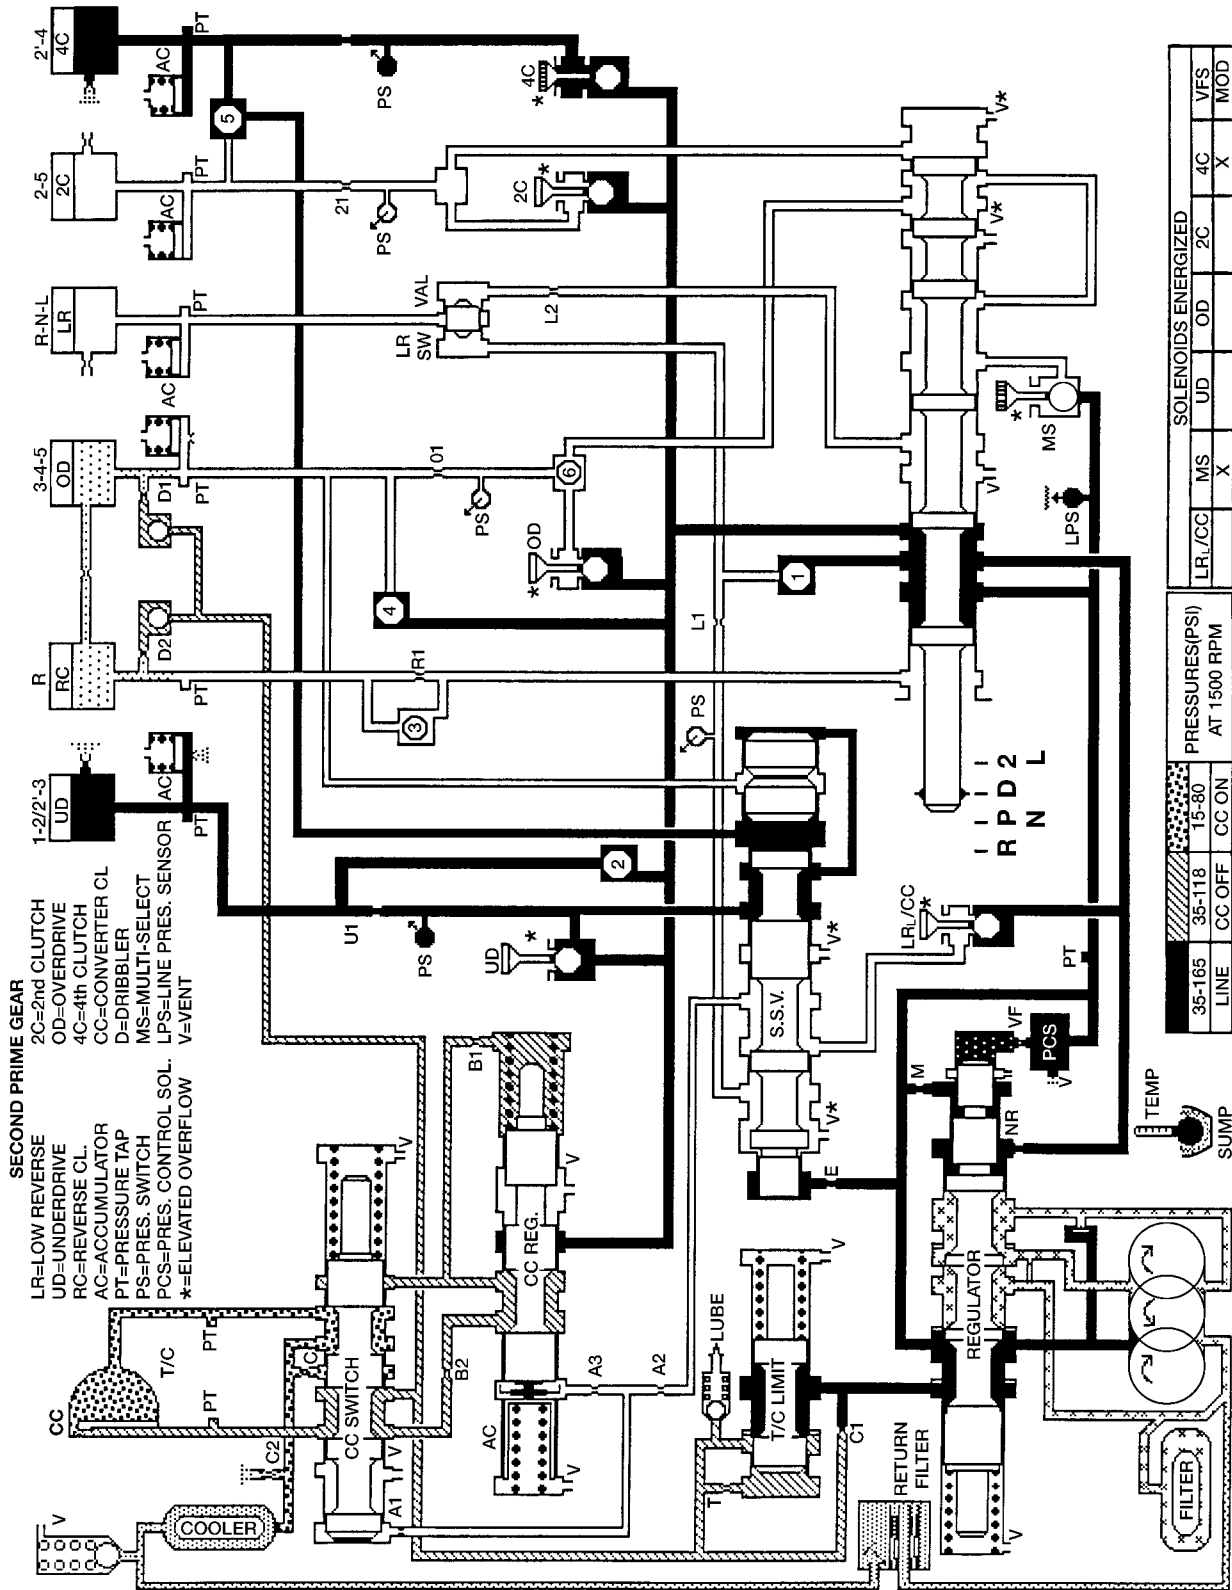 SECOND PRIME GEAR
LR=LOW REVERSE
UD=UNDERDRIVE
RC=REVERSE CL.
AC=ACCUMULATOR
PT=PRESSURE TAP
PS=PRES. SWITCH
PCS=PRES. CONTROL SOL.
*=ELEVATED OVERFLOW
2C=2nd CLUTCH
OD=OVERDRIVE
4C=4th CLUTCH
CC=CONVERTER CL
D=DRIBBLER
MS=MULTI-SELECT
LPS=LINE PRES. SENSOR
V=VENT
1-2/2'-3
UD
R
RC
3-4-5
OD
R-N-L
LR
2-5
2C
2'-4
4C
AC
PT
D2
PT
D1
PT
AC
AC
PT
AC
PT
AC
PT
5
CC
T/C
PT
PT
V
COOLER
C2
C
CC SWITCH
V
V
A1
B1
B2
CC REG.
V
AC
V
A3
A2
U1
PS
UD
*
2
3
R1
4
O1
PS
6
OD
*
LR
SW
VAL
L2
21
PS
2C
*
PS
4C
*
PS
L1
1
LUBE
T
T/C LIMIT
V
C1
E
S.S.V.
V*
V*
LRL/CC
*
R P D 2
N L
V
V*
V*
MS
*
LPS
RETURN
FILTER
FILTER
V
REGULATOR
NR
M
VF
V
PCS
PT
TEMP
SUMP
35-165
35-118
15-80
PRESSURES(PSI)
AT 1500 RPM
LINE
CC OFF
CC ON
SOLENOIDS ENERGIZED
LRL/CC
MS
UD
OD
2C
4C
VFS
X
X
MOD